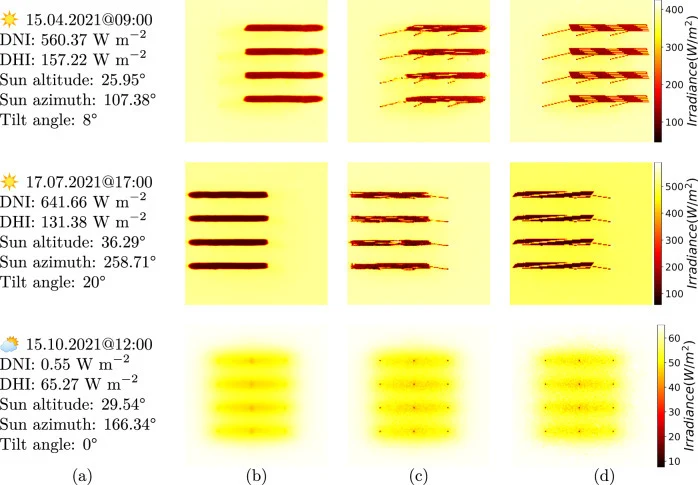 15.04.2021@09:00
DNI: 560.37 W m−2
DHI: 157.22 W m−2
Sun altitude: 25.95°
Sun azimuth: 107.38°
Tilt angle: 8°
400
300
200
100
Irradiance(W/m2)
17.07.2021@17:00
DNI: 641.66 W m−2
DHI: 131.38 W m−2
Sun altitude: 36.29°
Sun azimuth: 258.71°
Tilt angle: 20°
500
400
300
200
100
Irradiance(W/m2)
15.10.2021@12:00
DNI: 0.55 W m−2
DHI: 65.27 W m−2
Sun altitude: 29.54°
Sun azimuth: 166.34°
Tilt angle: 0°
60
50
40
30
20
10
Irradiance(W/m2)
(a) (b) (c) (d)